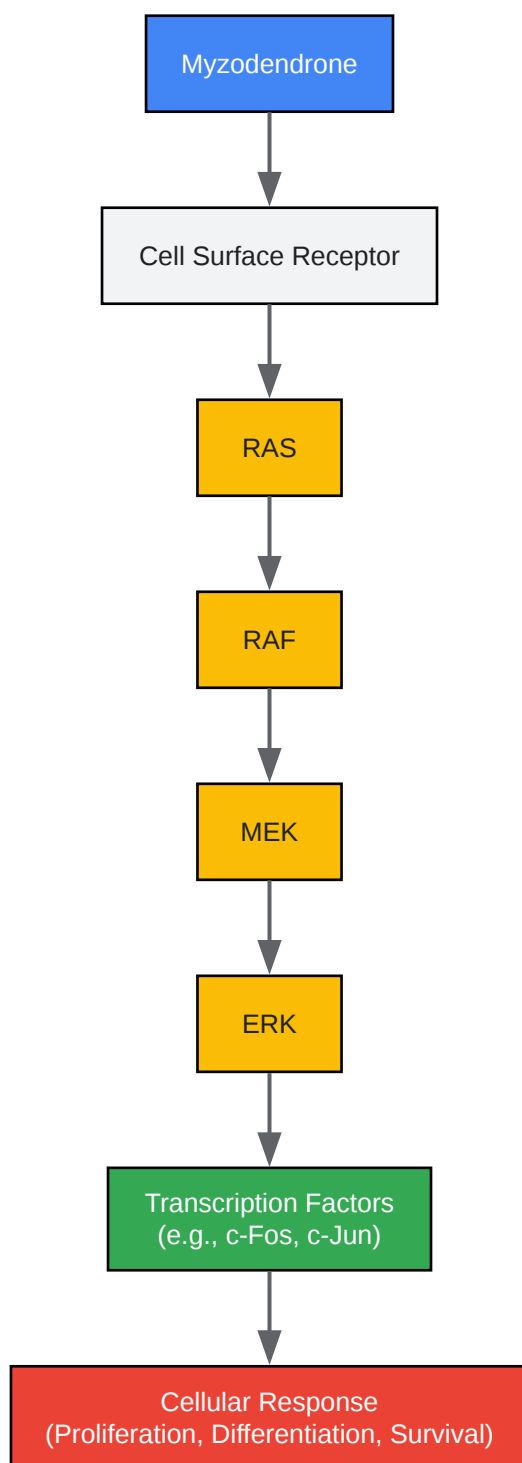 Myzodendrone
Cell Surface Receptor
RAS
RAF
MEK
ERK
Transcription Factors
(e.g., c-Fos, c-Jun)
Cellular Response
(Proliferation, Differentiation, Survival)